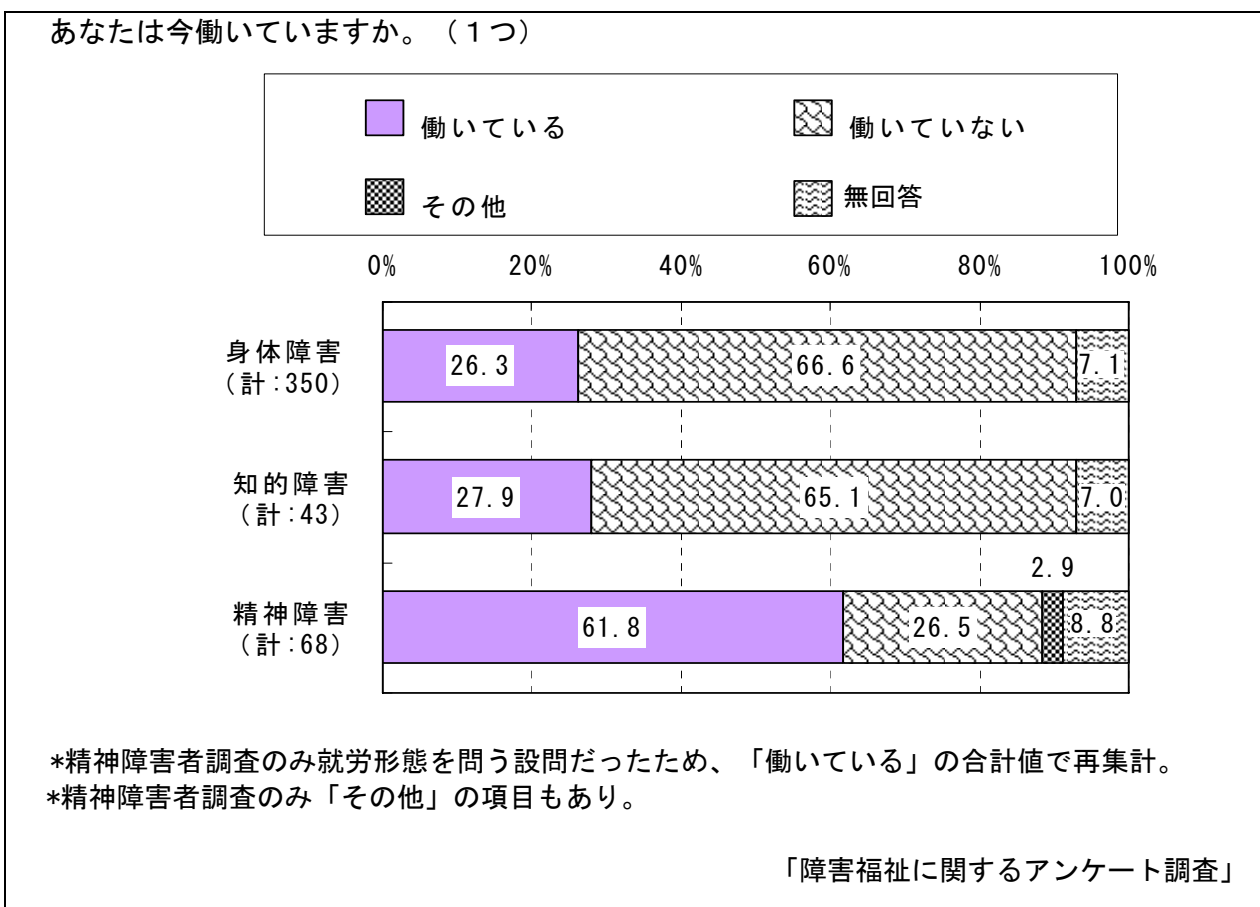 あなたは今働いていますか。（１つ）
働いている
働いていない
その他
無回答
0% 20% 40% 60% 80% 100%
身体障害
(計:350)
26.3 66.6 7.1
知的障害
(計:43)
27.9 65.1 7.0
2.9
精神障害
(計:68)
61.8 26.5 8.8
*精神障害者調査のみ就労形態を問う設問だったため、「働いている」の合計値で再集計。
*精神障害者調査のみ「その他」の項目もあり。
「障害福祉に関するアンケート調査」